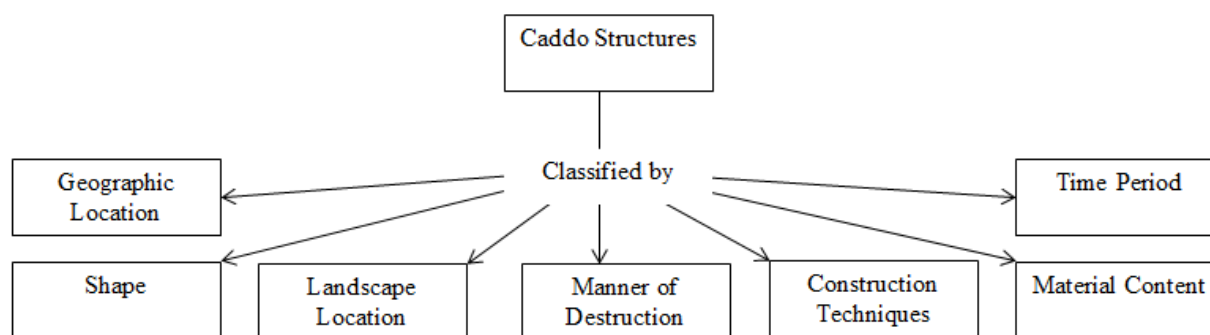 Caddo Structures
Classified by
Geographic
Location
Time Period
Shape
Landscape
Location
Manner of
Destruction
Construction
Techniques
Material Content